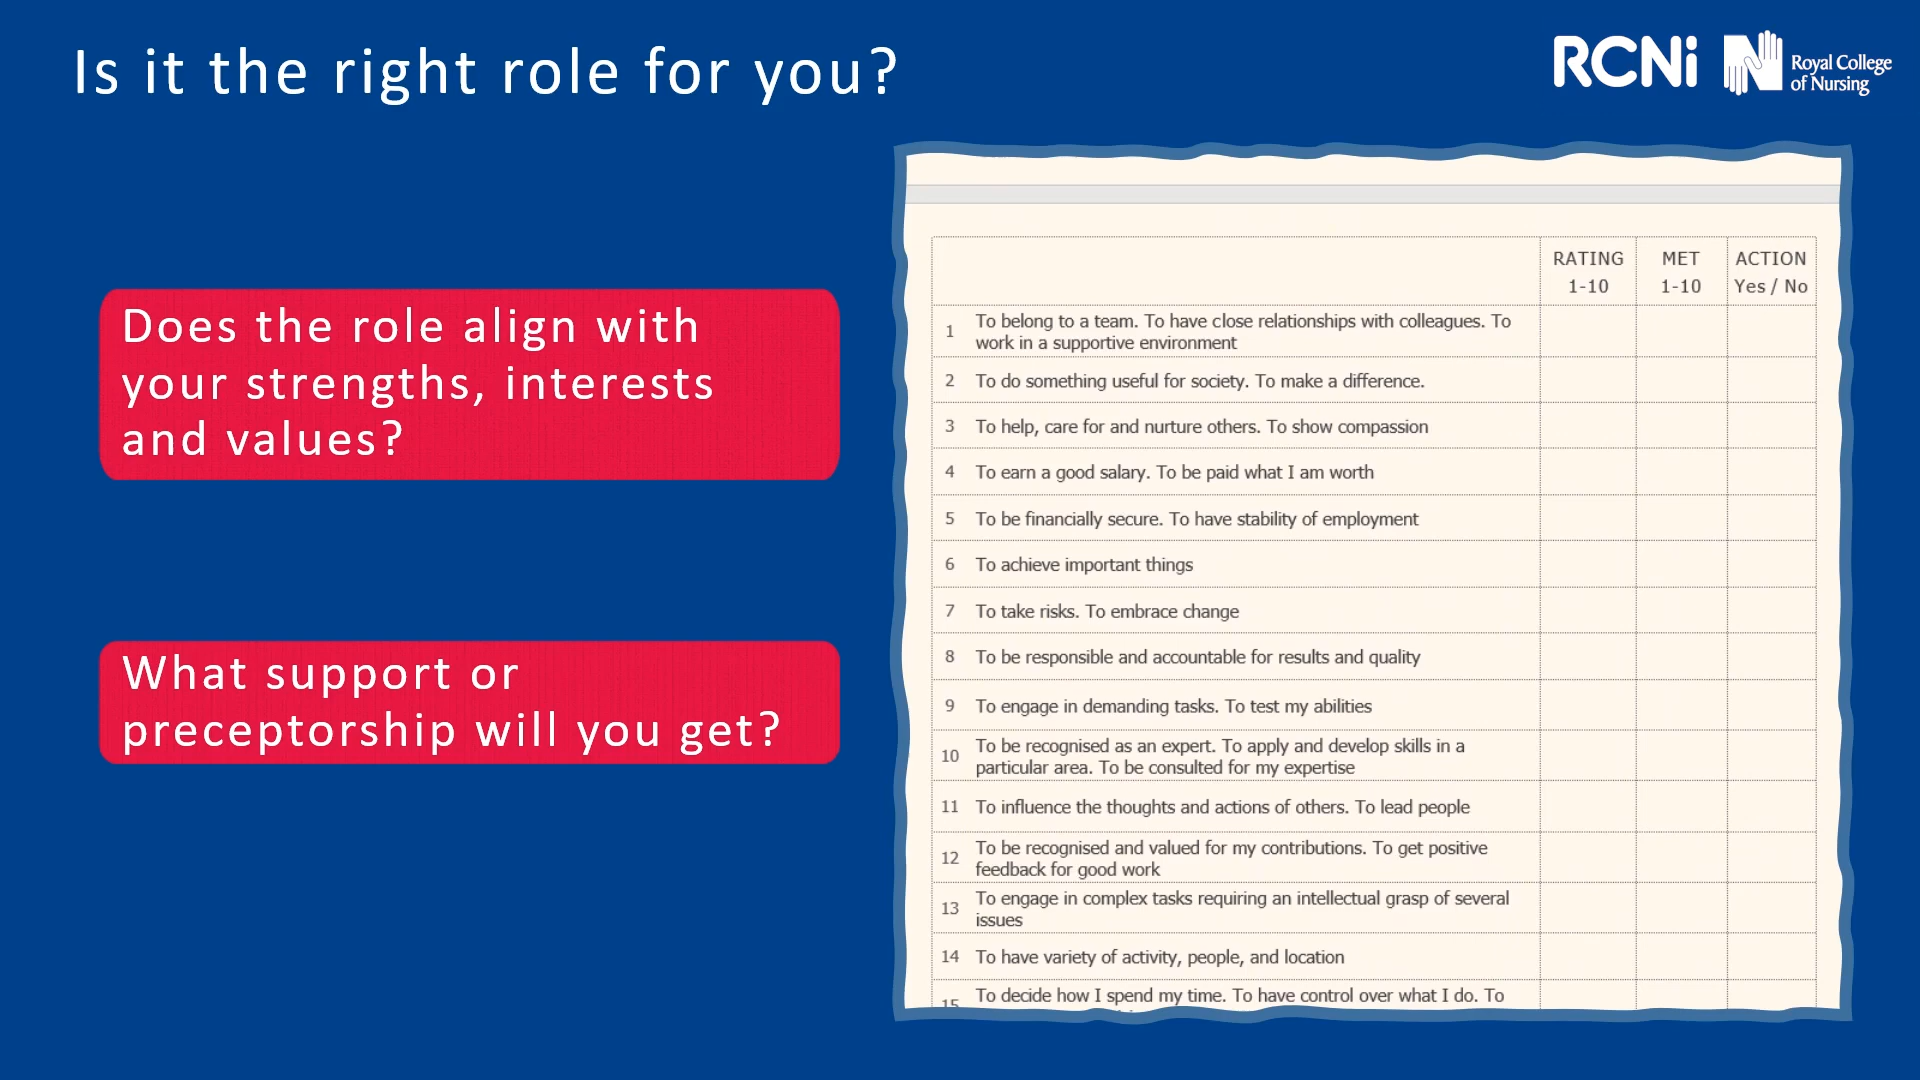 Is it the right role for you?
RCNi
Royal College
of Nursing
Does the role align with
your strengths, interests
and values?
What support or
preceptorship will you get?
RATING MET ACTION
1-10 1-10 Yes / No
1 To belong to a team. To have close relationships with colleagues. To
work in a supportive environment
2 To do something useful for society. To make a difference.
3 To help, care for and nurture others. To show compassion
4 To earn a good salary. To be paid what I am worth
5 To be financially secure. To have stability of employment
6 To achieve important things
7 To take risks. To embrace change
8 To be responsible and accountable for results and quality
9 To engage in demanding tasks. To test my abilities
10 To be recognised as an expert. To apply and develop skills in a
particular area. To be consulted for my expertise
11 To influence the thoughts and actions of others. To lead people
12 To be recognised and valued for my contributions. To get positive
feedback for good work
13 To engage in complex tasks requiring an intellectual grasp of several
issues
14 To have variety of activity, people, and location
15 To decide how I spend my time. To have control over what I do. To